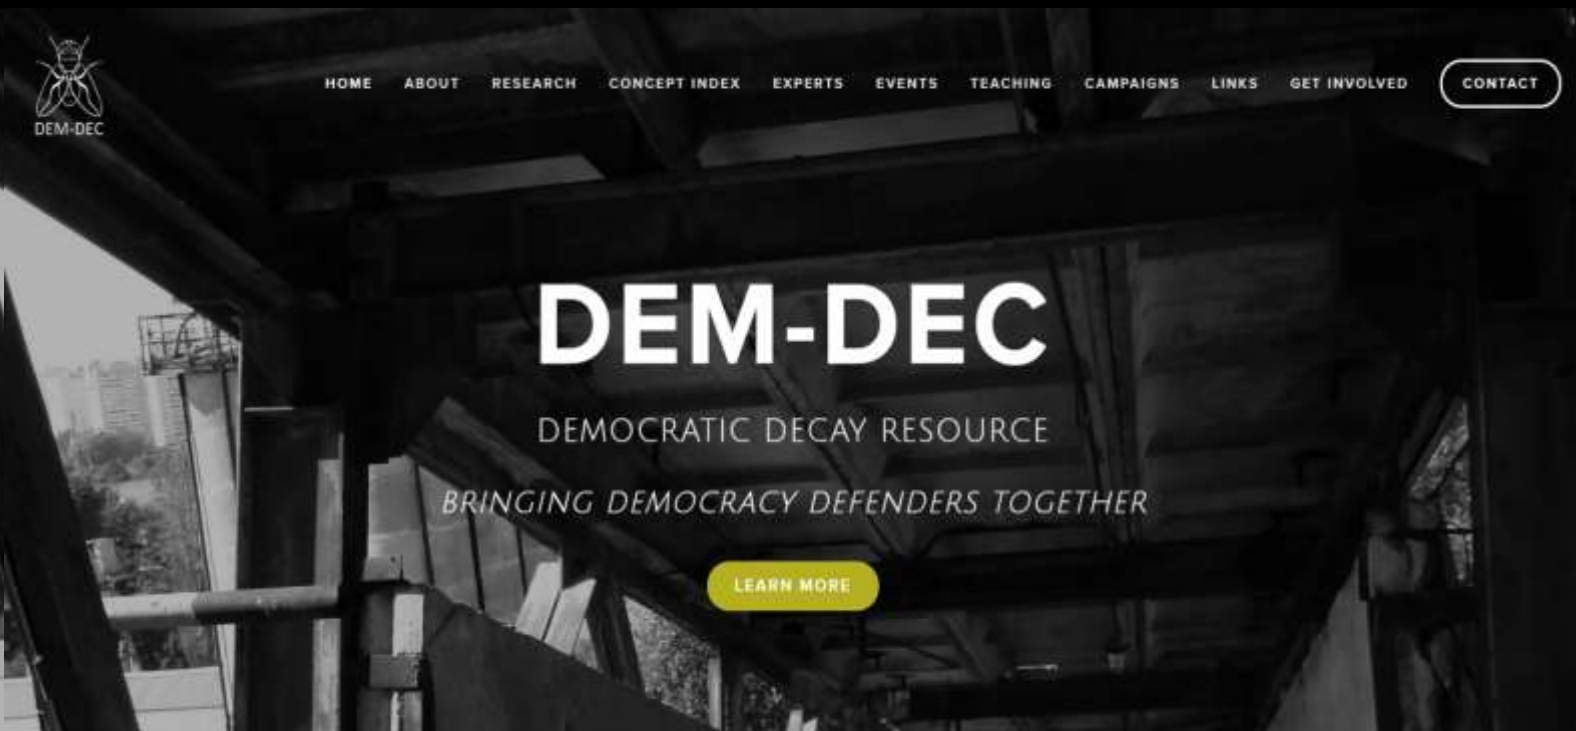 DEM-DEC
HOME ABOUT RESEARCH CONCEPT INDEX EXPERTS EVENTS TEACHING CAMPAIGNS LINKS GET INVOLVED CONTACT
DEM-DEC
DEMOCRATIC DECAY RESOURCE
BRINGING DEMOCRACY DEFENDERS TOGETHER
LEARN MORE